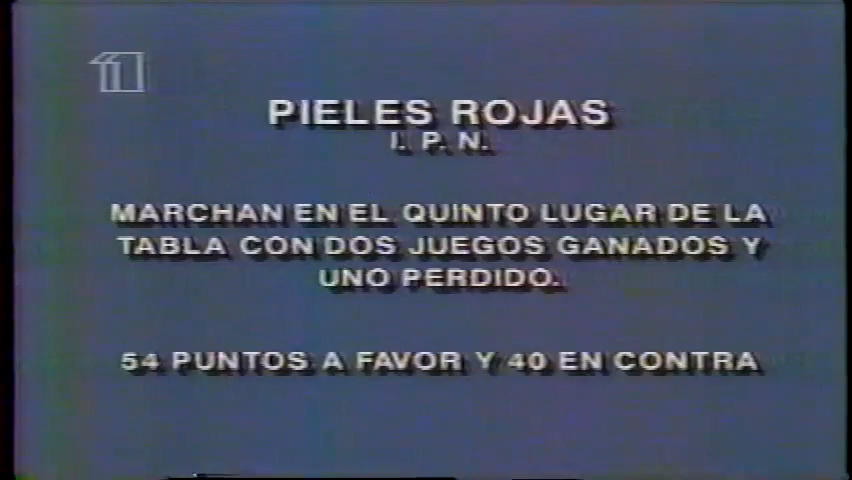 11
PIELES ROJAS
I. P. N.
MARCHAN EN EL QUINTO LUGAR DE LA
TABLA CON DOS JUEGOS GANADOS Y
UNO PERDIDO.
54 PUNTOS A FAVOR Y 40 EN CONTRA